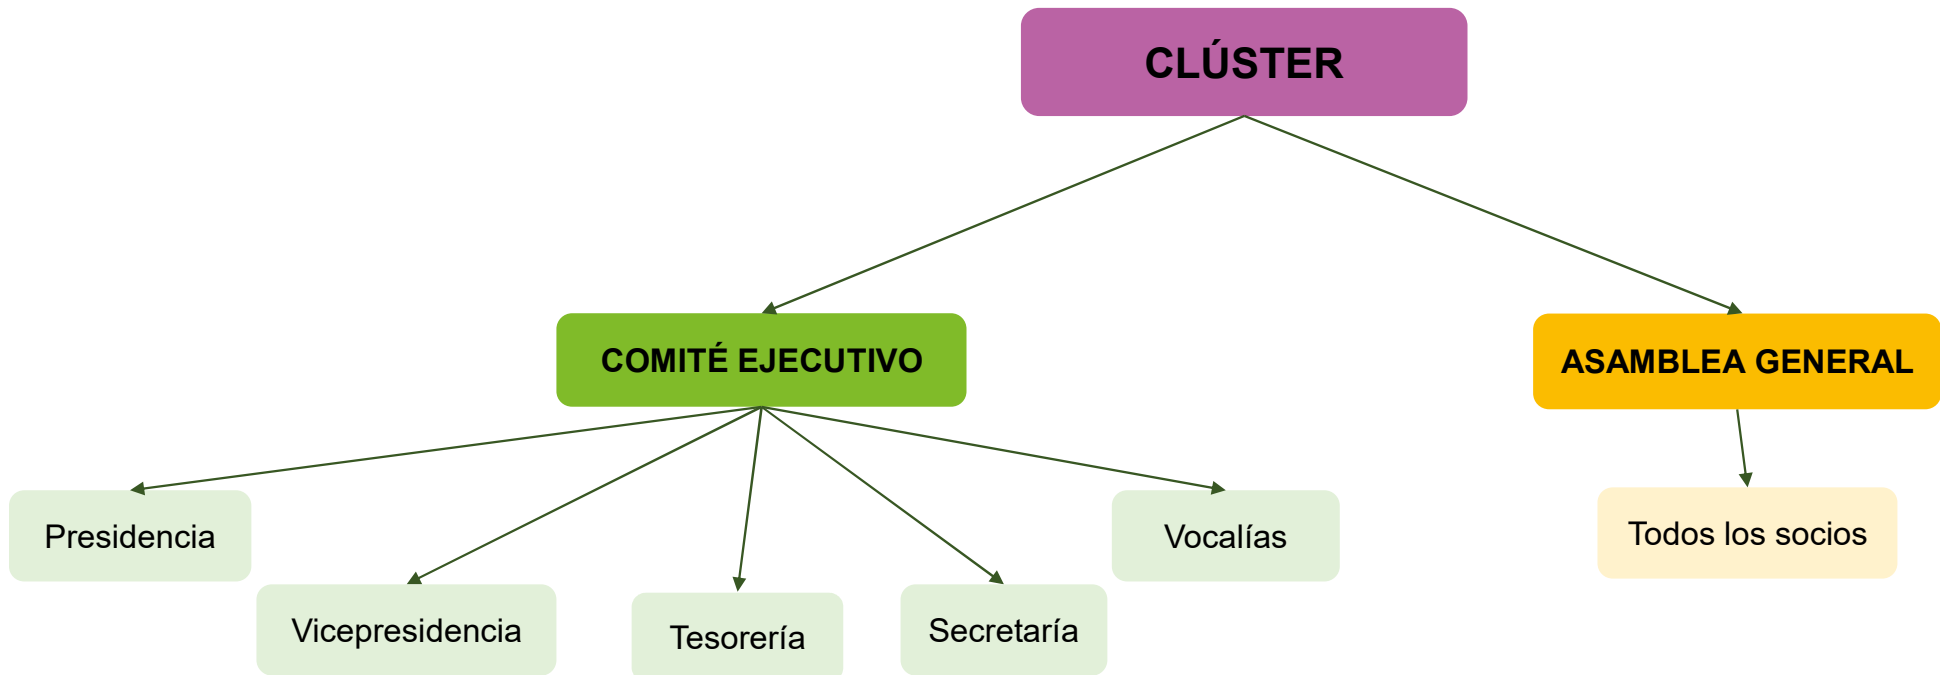 CLÚSTER
COMITÉ EJECUTIVO
ASAMBLEA GENERAL
Presidencia
Vicepresidencia
Tesorería
Secretaría
Vocalías
Todos los socios